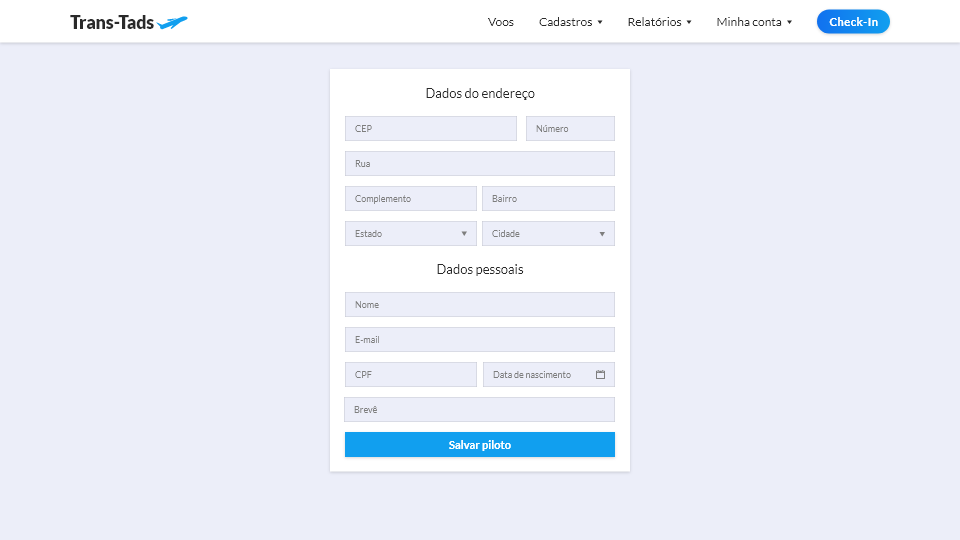 Trans-Tads Voos Cadastros Relatórios Minha conta Check-In
Dados do endereço
CEP Número
Rua
Complemento Bairro
Estado Cidade
Dados pessoais
Nome
E-mail
CPF Data de nascimento
Brevê
Salvar piloto